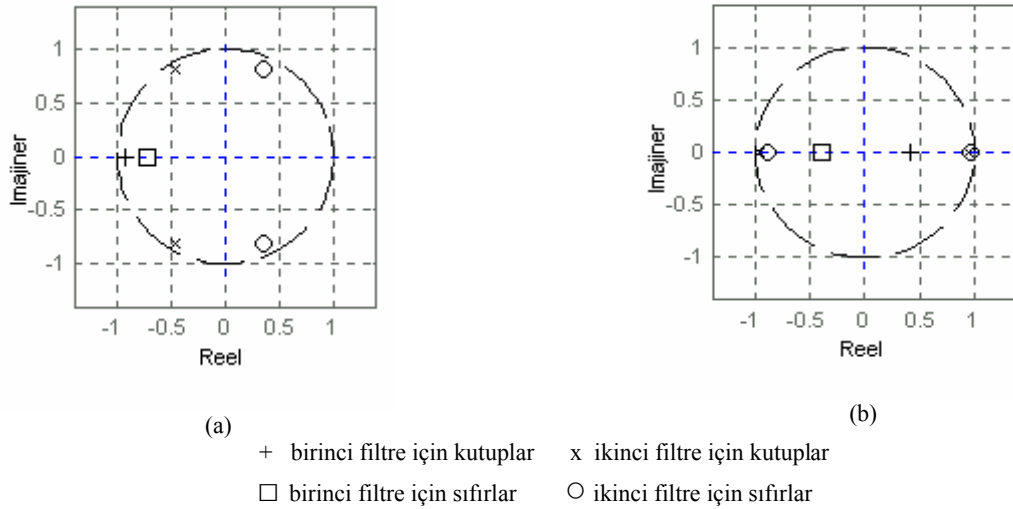 1
0.5
0
-0.5
-1
Imajiner
-1 -0.5 0 0.5 1
Reel
(a)
1
0.5
0
-0.5
-1
Imajiner
-1 -0.5 0 0.5 1
Reel
(b)
+ birinci filtre için kutuplar x ikinci filtre için kutuplar
□ birinci filtre için sıfırlar ○ ikinci filtre için sıfırlar